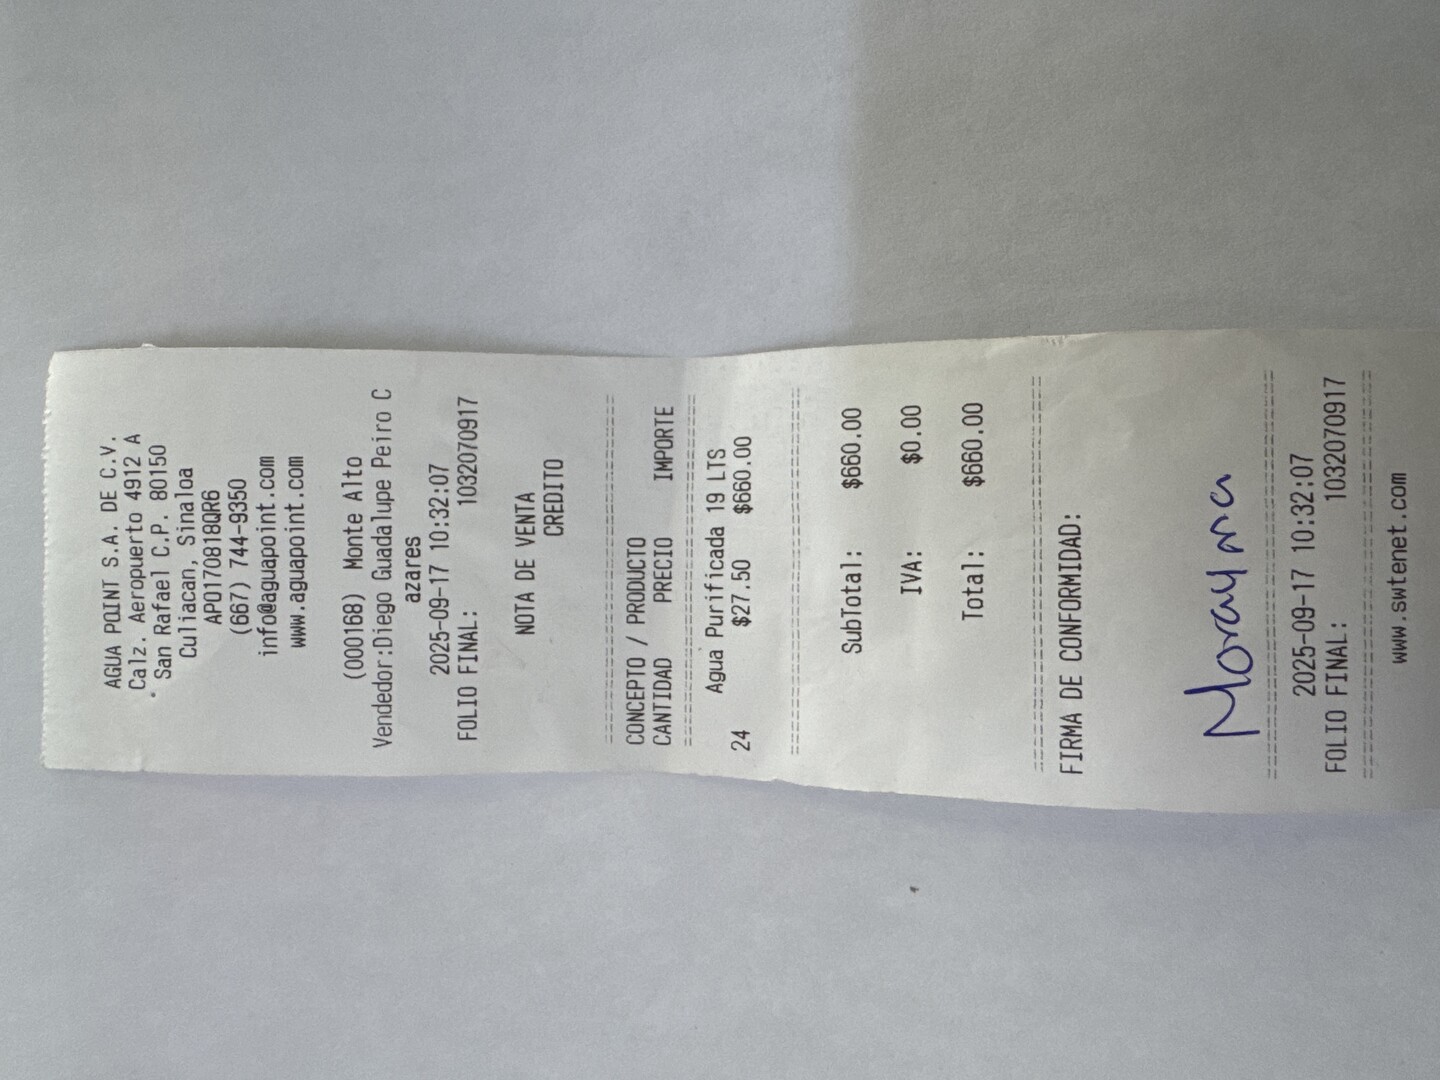 AGUA POINT S.A. DE C.V.
Calz. Aeropuerto 4912 A
San Rafael C.P. 80150
Culiacan, Sinaloa
APO170818QR6
(667) 744-9350
info@aguapoint.com
www.aguapoint.com
(000168) Monte Alto
Vendedor:Diego Guadalupe Peiro C
azares
2025-09-17 10:32:07
FOLIO FINAL: 1032070917
NOTA DE VENTA
CREDITO
================================
CONCEPTO / PRODUCTO
CANTIDAD PRECIO IMPORTE
================================
Agua Purificada 19 LTS
24 $27.50 $660.00
================================
SubTotal: $660.00
IVA: $0.00
Total: $660.00
================================
FIRMA DE CONFORMIDAD:
Morayma
================================
2025-09-17 10:32:07
FOLIO FINAL: 1032070917
================================
www.swtenet.com